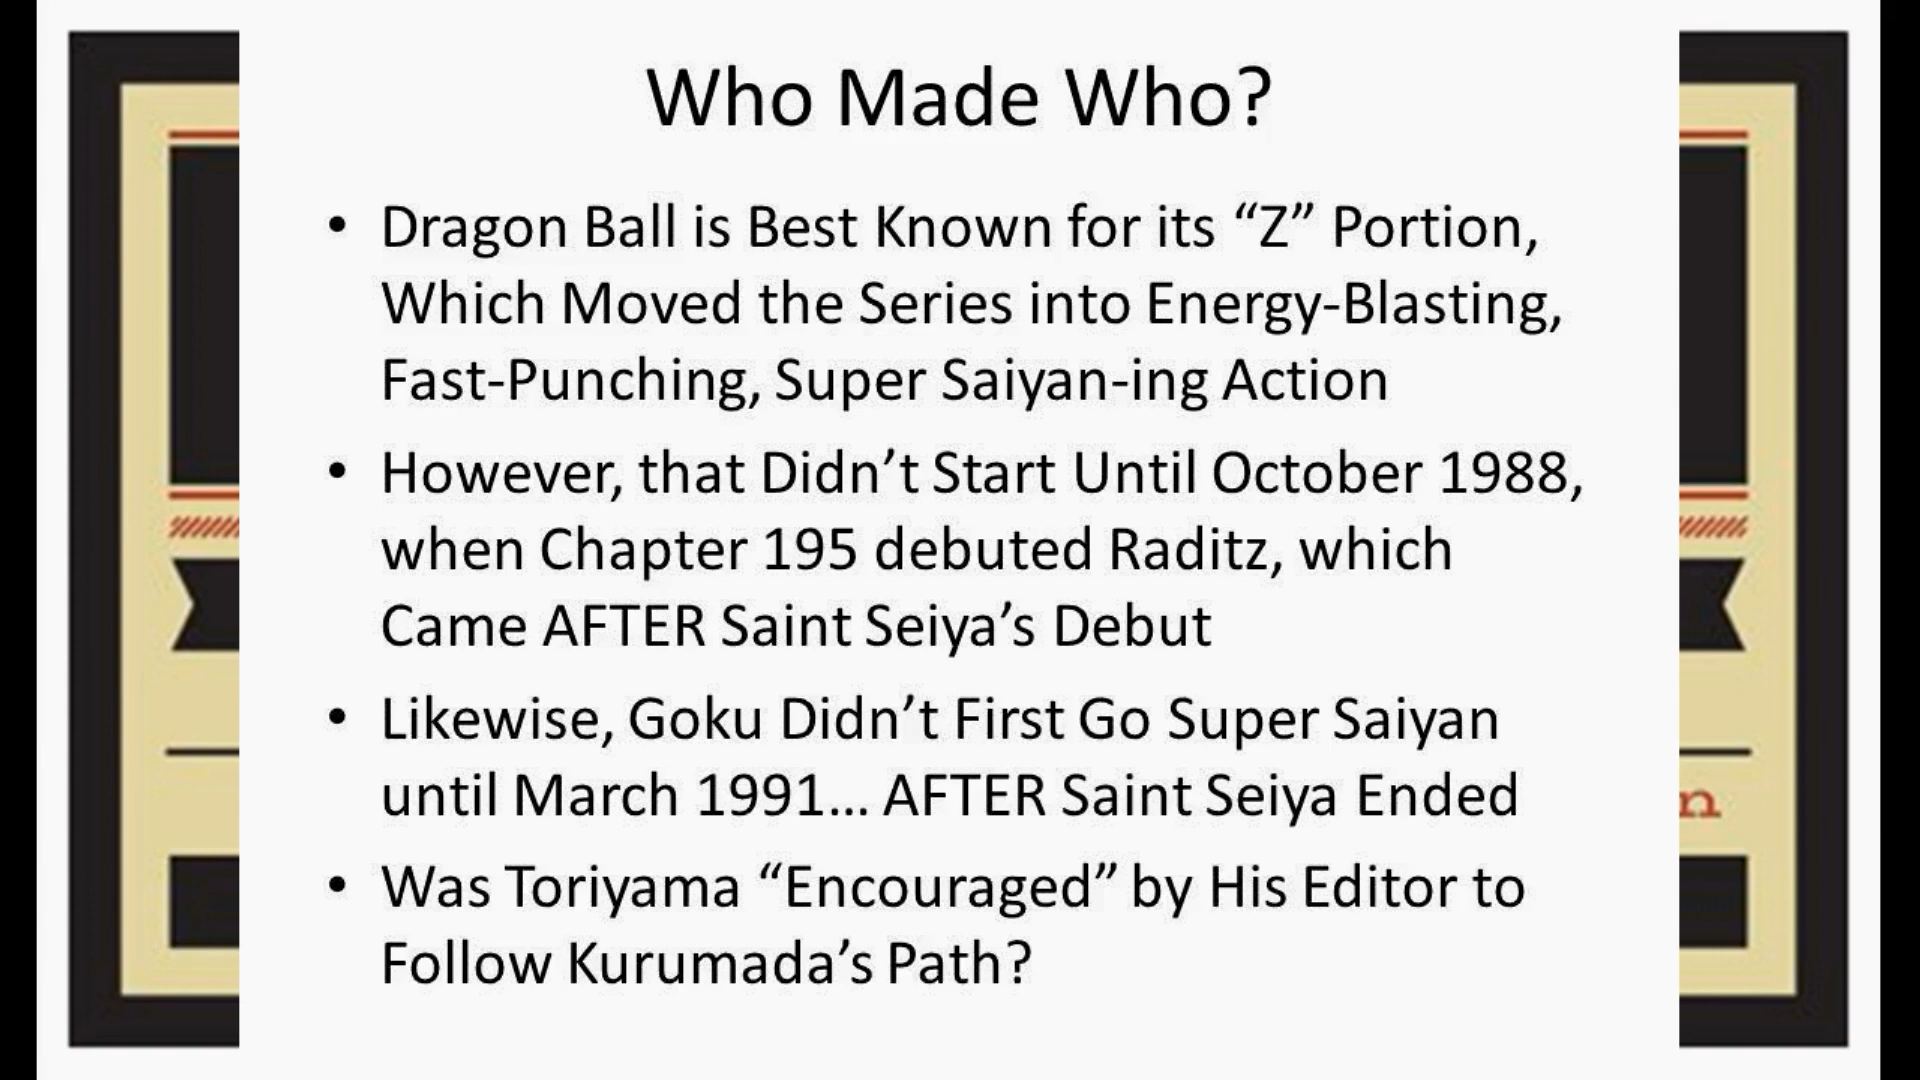 Who Made Who?
• Dragon Ball is Best Known for its “Z” Portion,
Which Moved the Series into Energy-Blasting,
Fast-Punching, Super Saiyan-ing Action
• However, that Didn’t Start Until October 1988,
when Chapter 195 debuted Raditz, which
Came AFTER Saint Seiya’s Debut
• Likewise, Goku Didn’t First Go Super Saiyan
until March 1991… AFTER Saint Seiya Ended
n
• Was Toriyama “Encouraged” by His Editor to
Follow Kurumada’s Path?